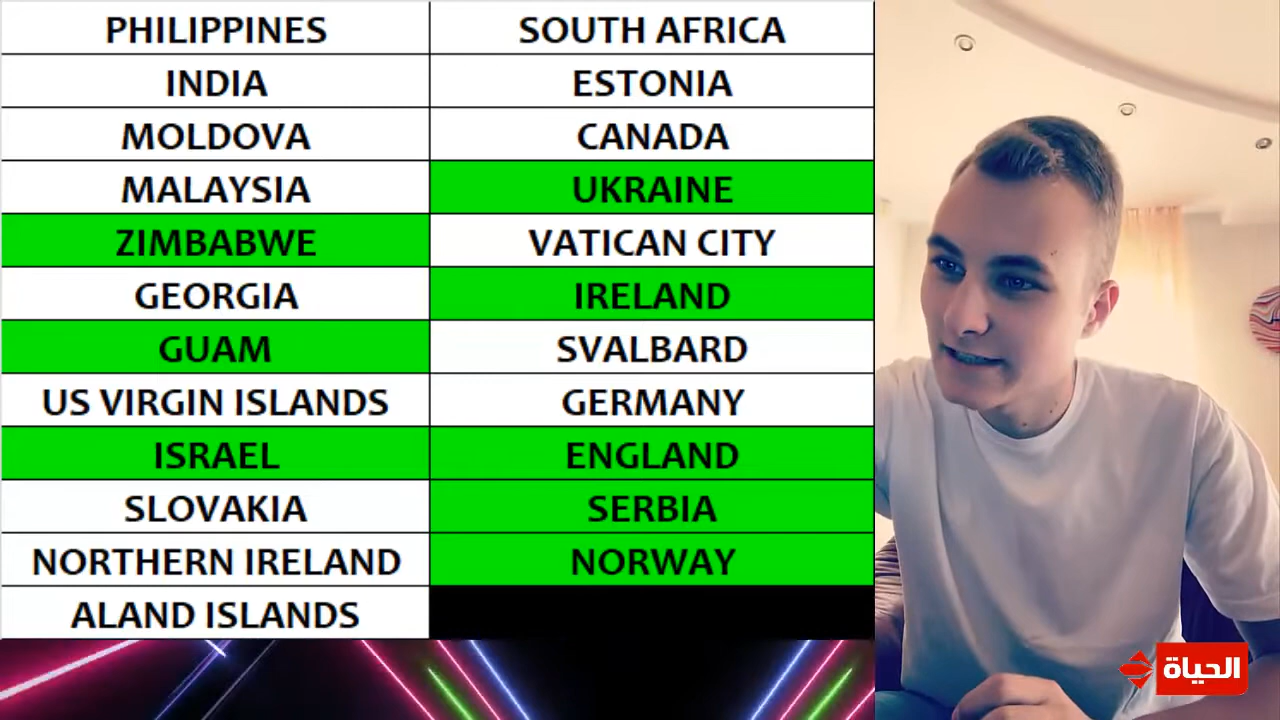 PHILIPPINES
SOUTH AFRICA
INDIA
ESTONIA
MOLDOVA
CANADA
MALAYSIA
UKRAINE
ZIMBABWE
VATICAN CITY
GEORGIA
IRELAND
GUAM
SVALBARD
US VIRGIN ISLANDS
GERMANY
ISRAEL
ENGLAND
SLOVAKIA
SERBIA
NORTHERN IRELAND
NORWAY
ALAND ISLANDS
الحياة